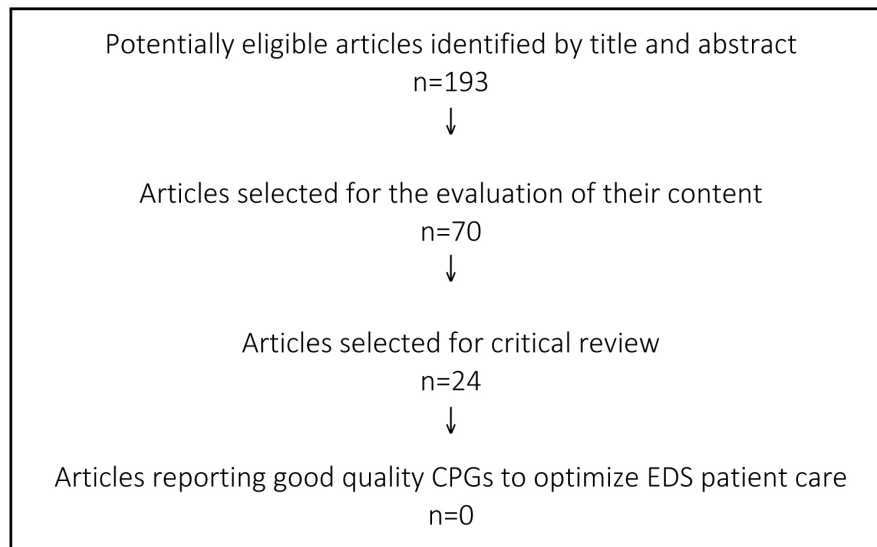 Potentially eligible articles identified by title and abstract
n=193
↓
Articles selected for the evaluation of their content
n=70
↓
Articles selected for critical review
n=24
↓
Articles reporting good quality CPGs to optimize EDS patient care
n=0